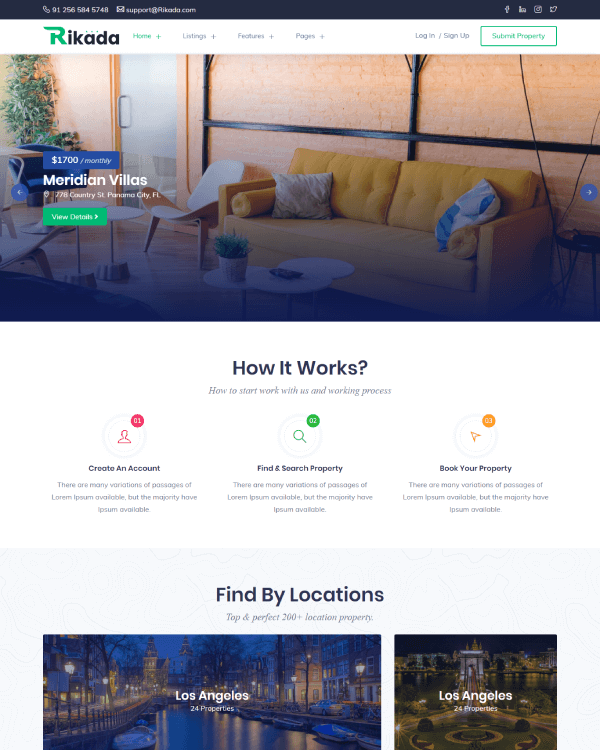 91 256 584 5748 support@Rikada.com
Rikada Home + Listings + Features + Pages + Log In / Sign Up Submit Property
$1700 / monthly
Meridian Villas
778 Country St. Panama City, FL
View Details
How It Works?
How to start work with us and working process
01 02 03
Create An Account Find & Search Property Book Your Property
There are many variations of passages of There are many variations of passages of There are many variations of passages of
Lorem Ipsum available, but the majority have Lorem Ipsum available, but the majority have Lorem Ipsum available, but the majority have
Ipsum available. Ipsum available. Ipsum available.
Find By Locations
Top & perfect 200+ location property.
Los Angeles Los Angeles
24 Properties 24 Properties